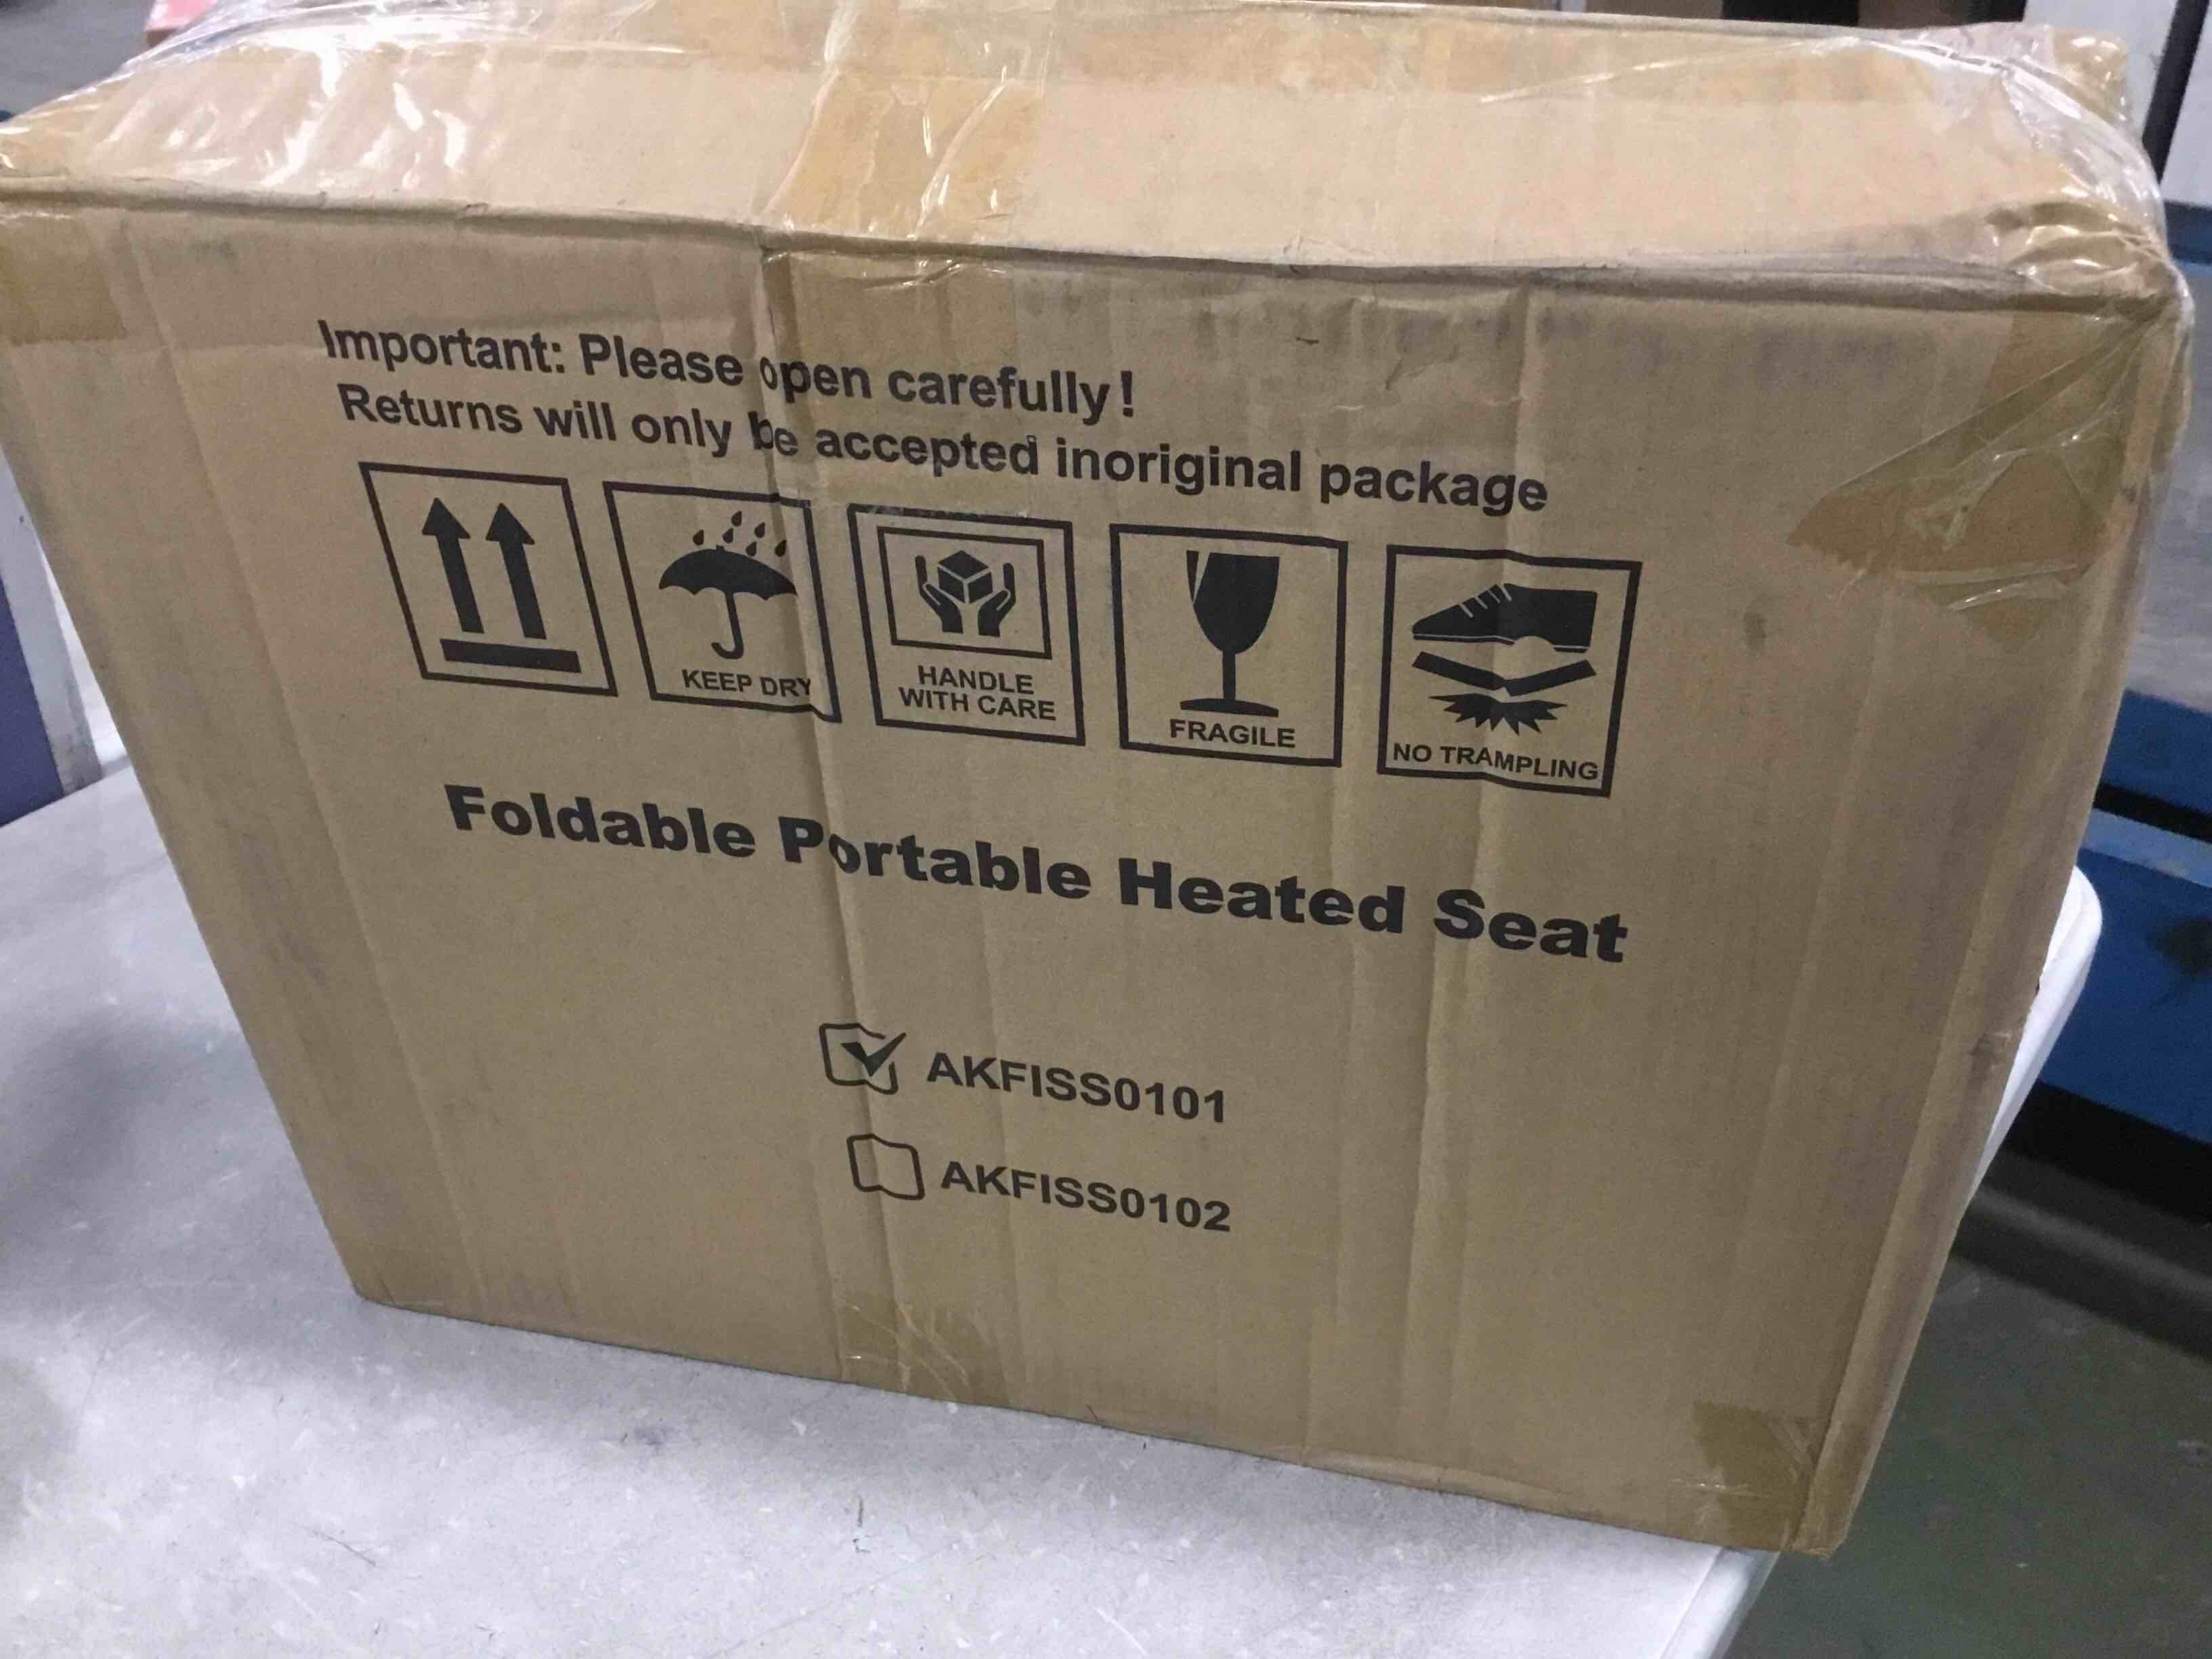 Important: Please open carefully!
Returns will only be accepted inoriginal package
KEEP DRY
HANDLE
WITH CARE
FRAGILE
NO TRAMPLING
Foldable Portable Heated Seat
AKFISS0101
AKFISS0102